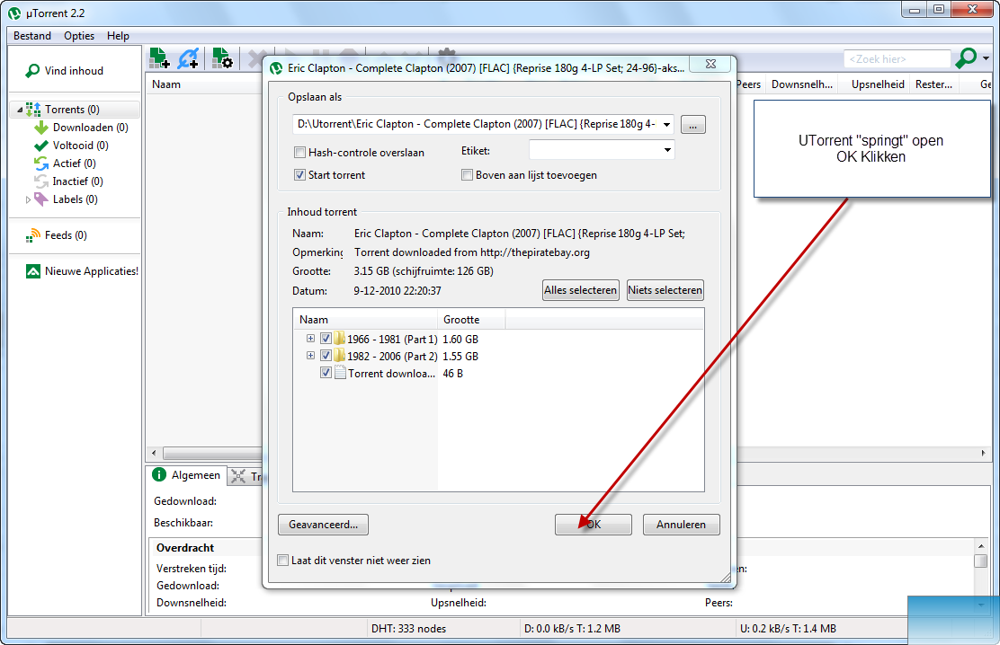 µTorrent 2.2
Bestand Opties Help
Vind inhoud
<Zoek hier>
Torrents (0)
Downloaden (0)
Voltooid (0)
Actief (0)
Inactief (0)
Labels (0)
Feeds (0)
Nieuwe Applicaties!
Naam
Peers Downsnelh... Upsnelheid Rester...
UTorrent "springt" open
OK Klikken
Eric Clapton - Complete Clapton (2007) [FLAC] {Reprise 180g 4-LP Set; 24-96}-aks...
Opslaan als
D:\Utorrent\Eric Clapton - Complete Clapton (2007) [FLAC] {Reprise 180g 4-
...
Hash-controle overslaan
Etiket:
Start torrent
Boven aan lijst toevoegen
Inhoud torrent
Naam: Eric Clapton - Complete Clapton (2007) [FLAC] {Reprise 180g 4-LP Set;
Opmerking Torrent downloaded from http://thepiratebay.org
Grootte: 3.15 GB (schijfruimte: 126 GB)
Datum: 9-12-2010 22:20:37
Alles selecteren Niets selecteren
Naam Grootte
1966 - 1981 (Part 1) 1.60 GB
1982 - 2006 (Part 2) 1.55 GB
Torrent downloa... 46 B
Geavanceerd... OK Annuleren
Laat dit venster niet weer zien
Algemeen
Gedownload:
Beschikbaar:
Overdracht
Verstreken tijd:
Gedownload:
Downsnelheid: Upsnelheid: Peers:
DHT: 333 nodes D: 0.0 kB/s T: 1.2 MB U: 0.2 kB/s T: 1.4 MB